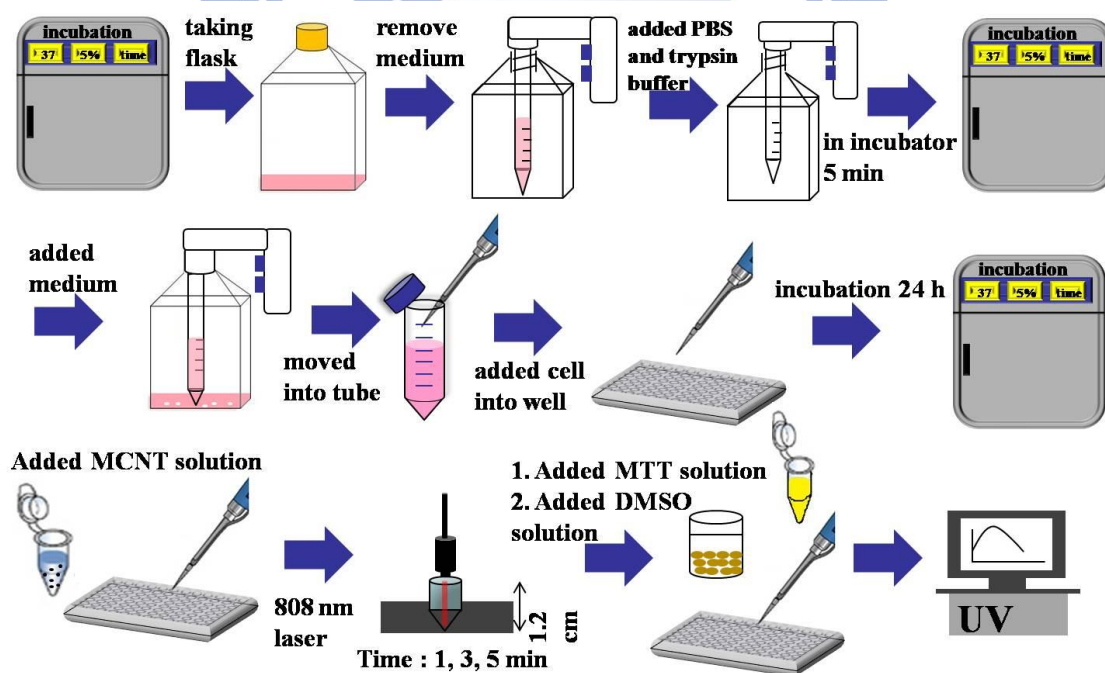 incubation
37 5% time
taking
flask
remove
medium
added PBS
and trypsin
buffer
in incubator
5 min
incubation
37 5% time
added
medium
moved
into tube
added cell
into well
incubation 24 h
incubation
37 5% time
Added MCNT solution
808 nm
laser
1.2
cm
Time : 1, 3, 5 min
1. Added MTT solution
2. Added DMSO
solution
UV